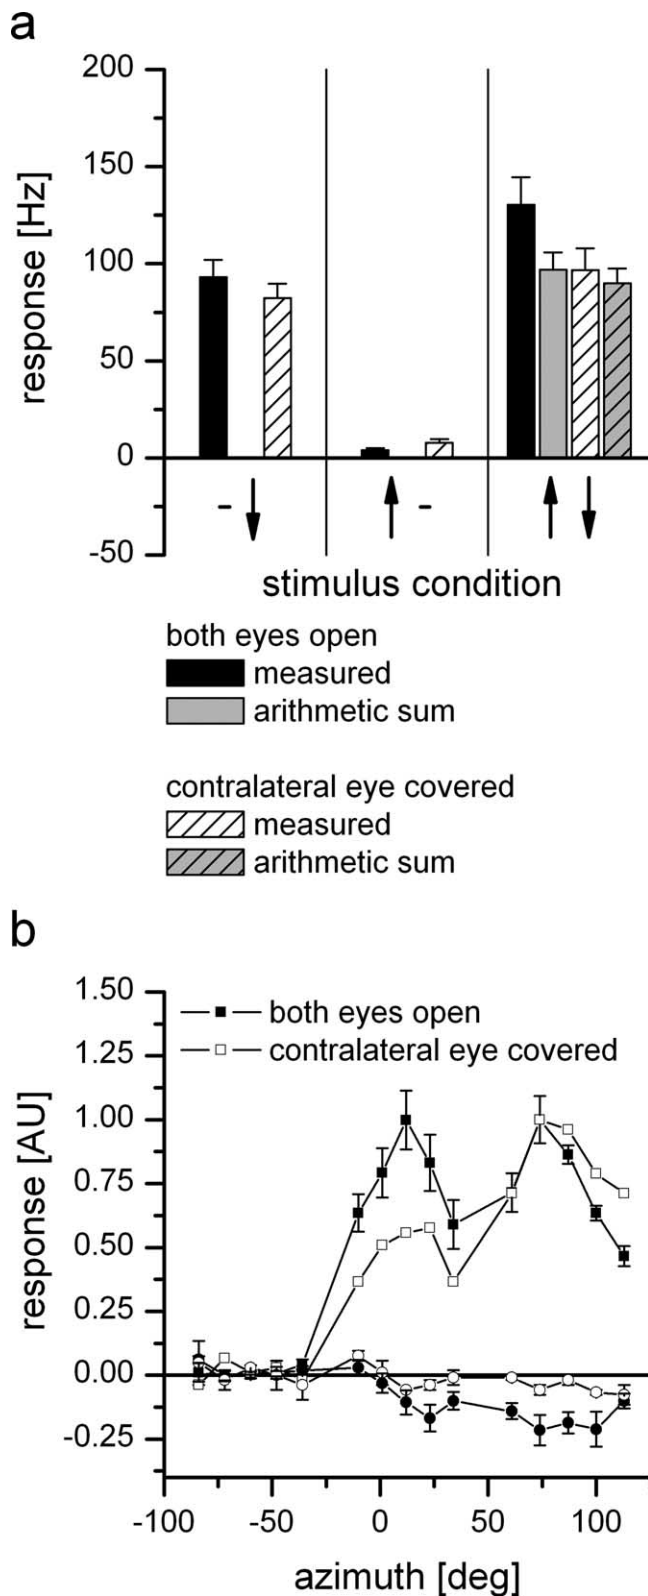 a
200
150
100
50
0
-50
response [Hz]
- ↓
↑ -
↑ ↓
stimulus condition
both eyes open
measured
arithmetic sum
contralateral eye covered
measured
arithmetic sum
b
1.50
1.25
1.00
0.75
0.50
0.25
0.00
-0.25
response [AU]
both eyes open
contralateral eye covered
-100 -50 0 50 100
azimuth [deg]